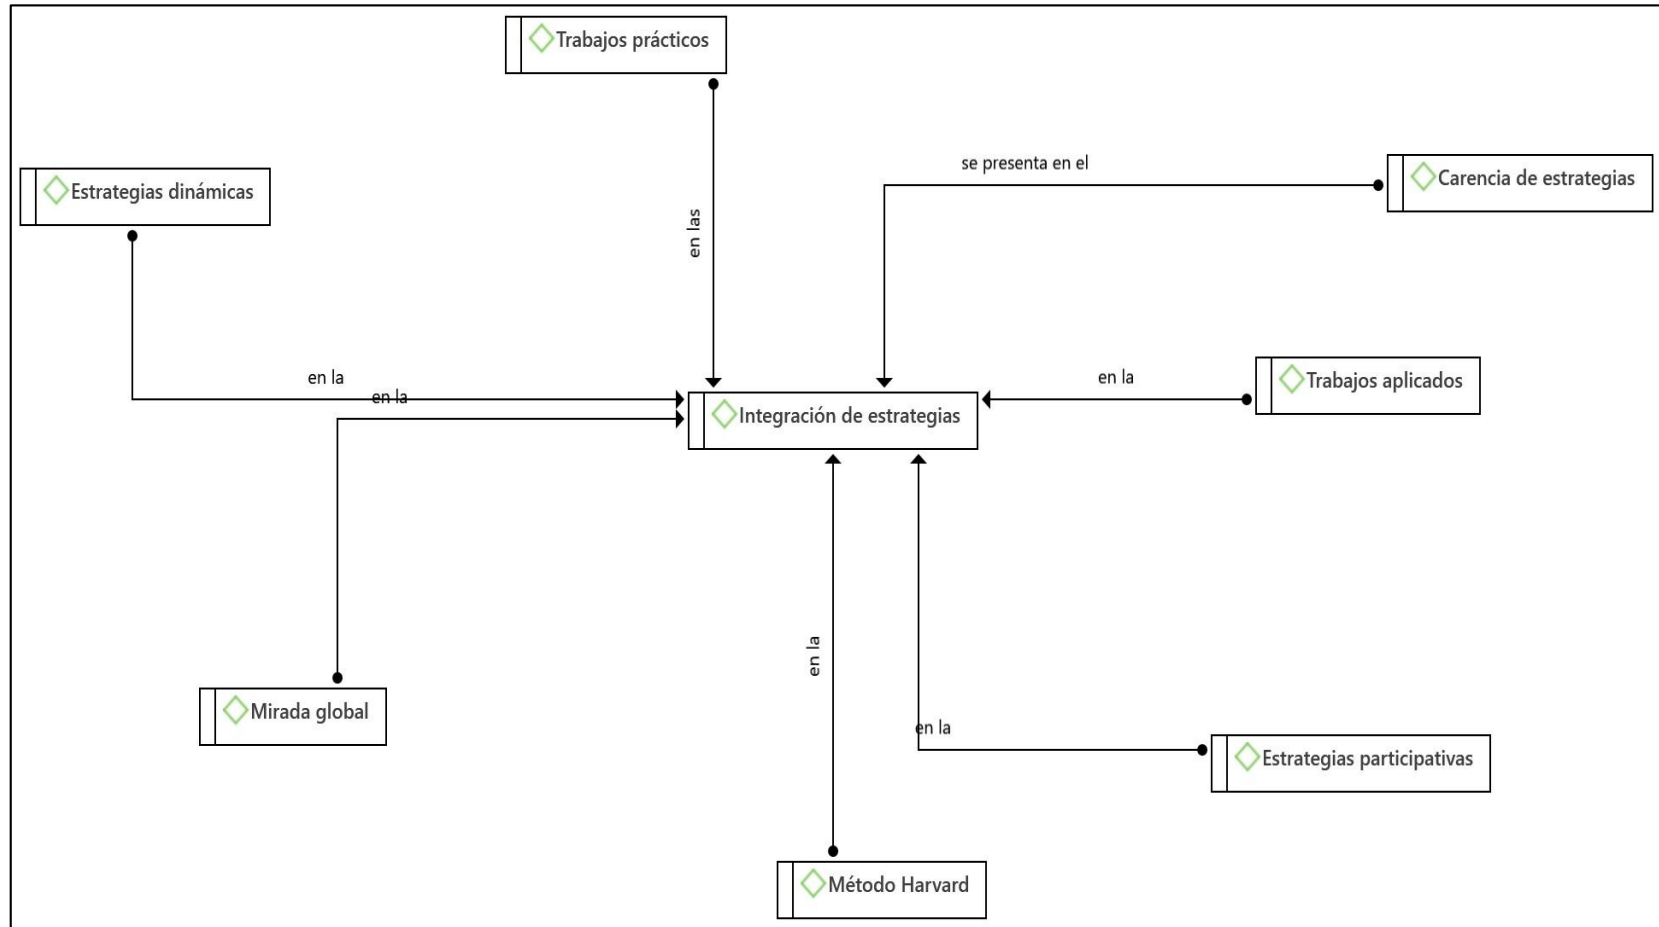 Trabajos prácticos
se presenta en el
Carencia de estrategias
Estrategias dinámicas
en las
en la
en la
en la
Trabajos aplicados
Integración de estrategias
en la
Mirada global
en la
Estrategias participativas
Método Harvard